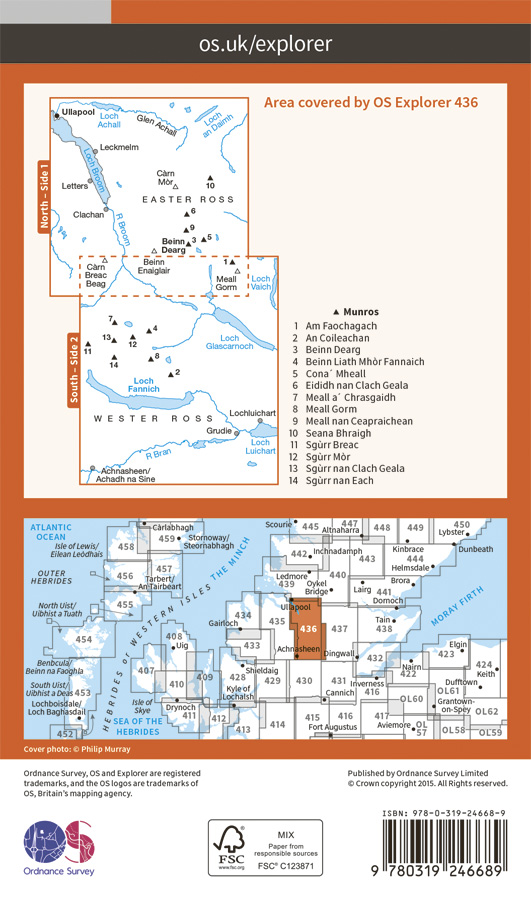 os.uk/explorer
Area covered by OS Explorer 436
North – Side 1
South – Side 2
Ullapool
Loch
Achall
Glen Achall
Loch
an Daimh
Leckmelm
Loch Broom
Letters
Càrn
Mòr
10
EASTER ROSS
Clachan
R Broom
6
9
Beinn
Dearg
3
5
Beinn
Enaiglair
Càrn
Breac
Beag
1
Meall
Gorm
Loch
Vaich
7
4
13
12
11
14
8
2
Loch
Glascarnoch
Loch
Fannich
WESTER ROSS
Lochluichart
Grudie
Loch
Luichart
R Bran
Achnasheen/
Achadh na Sìne
▲ Munros
1 Am Faochagach
2 An Coileachan
3 Beinn Dearg
4 Beinn Liath Mhòr Fannaich
5 Cona´ Mheall
6 Eididh nan Clach Geala
7 Meall a´ Chrasgaidh
8 Meall Gorm
9 Meall nan Ceapraichean
10 Seana Bhraigh
11 Sgùrr Breac
12 Sgùrr Mòr
13 Sgùrr nan Clach Geala
14 Sgùrr nan Each
ATLANTIC
OCEAN
Isle of Lewis/
Eilean Leódhais
OUTER
HEBRIDES
North Uist/
Uibhist a Tuath
Benbcula/
Beinn na Faoghla
South Uist/
Uibhist a Deas
Lochboisdale/
Loch Baghasdail
Càrlabhagh
Stornoway/
Steornabhagh
Tarbert/
An Tairbeart
THE MINCH
HEBRIDES OF WESTERN ISLES
SEA OF THE
HEBRIDES
Isle of
Skye
Uig
Drynoch
Kyle of
Lochalsh
Shieldaig
Gairloch
Scourie
Altnaharra
Inchnadamph
Ledmore
Oykel
Bridge
Ullapool
Achnasheen
Dingwall
Kinbrace
Helmsdale
Lybster
Dunbeath
Brora
Lairg
Dornoch
Tain
MORAY FIRTH
Elgin
Nairn
Inverness
Cannich
Fort Augustus
Aviemore
Dufftown
Keith
Grantown-
on-Spey
458
459
456
457
455
454
453
452
408
407
410
409
411
412
413
414
434
435
433
428
429
430
431
436
437
438
432
439
440
441
442
443
444
445
447
448
449
450
415
416
416
417
422
423
424
OL60
OL61
OL62
OL
57
OL58
OL59
Cover photo: © Philip Murray
Ordnance Survey, OS and Explorer are registered
trademarks, and the OS logos are trademarks of
OS, Britain's mapping agency.
Published by Ordnance Survey Limited
© Crown copyright 2015. All Rights reserved.
OS
Ordnance Survey
FSC
www.fsc.org
MIX
Paper from
responsible sources
FSC® C123871
ISBN: 978-0-319-24668-9
9 780319 246689